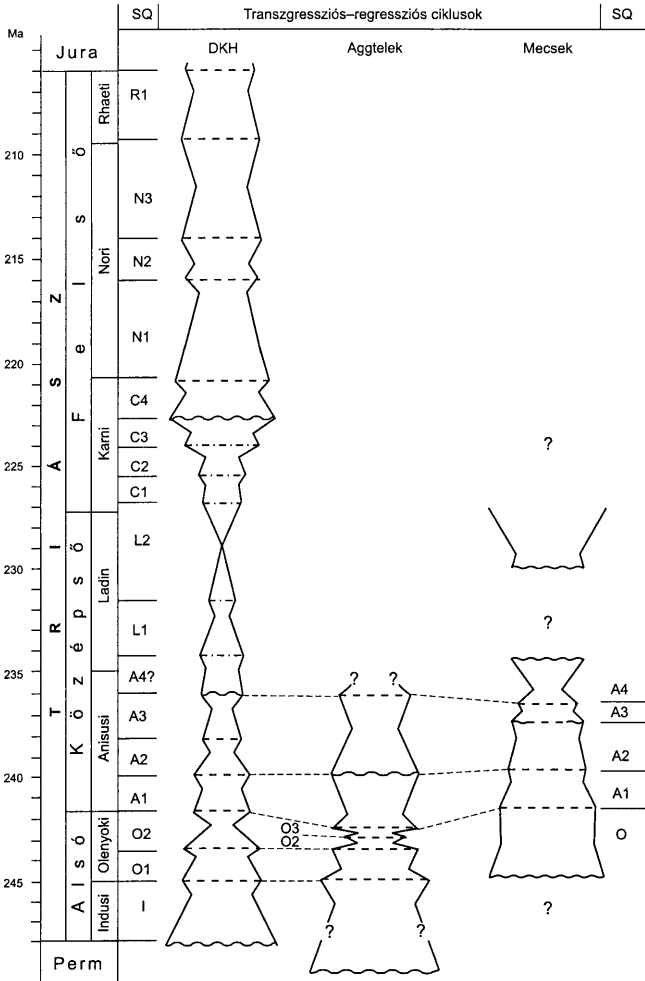 SQ Transzgressziós–regressziós ciklusok SQ
Ma
Jura DKH Aggtelek Mecsek
TRIÁSZ
Felső
Középső
Alsó
Rhaeti
Nori
Karni
Ladin
Anisusi
Olenyoki
Indusi
Perm
210
215
220
225
230
235
240
245
R1
N3
N2
N1
C4
C3
C2
C1
L2
L1
A4?
A3
A2
A1
O2
O1
I
? ?
O3
O2
? ?
?
?
?
A4
A3
A2
A1
O